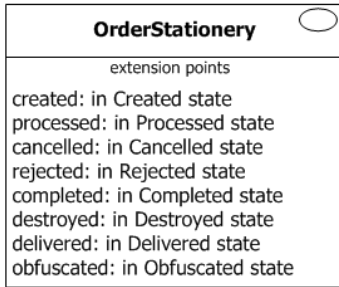 OrderStationery
extension points
created: in Created state
processed: in Processed state
cancelled: in Cancelled state
rejected: in Rejected state
completed: in Completed state
destroyed: in Destroyed state
delivered: in Delivered state
obfuscated: in Obfuscated state